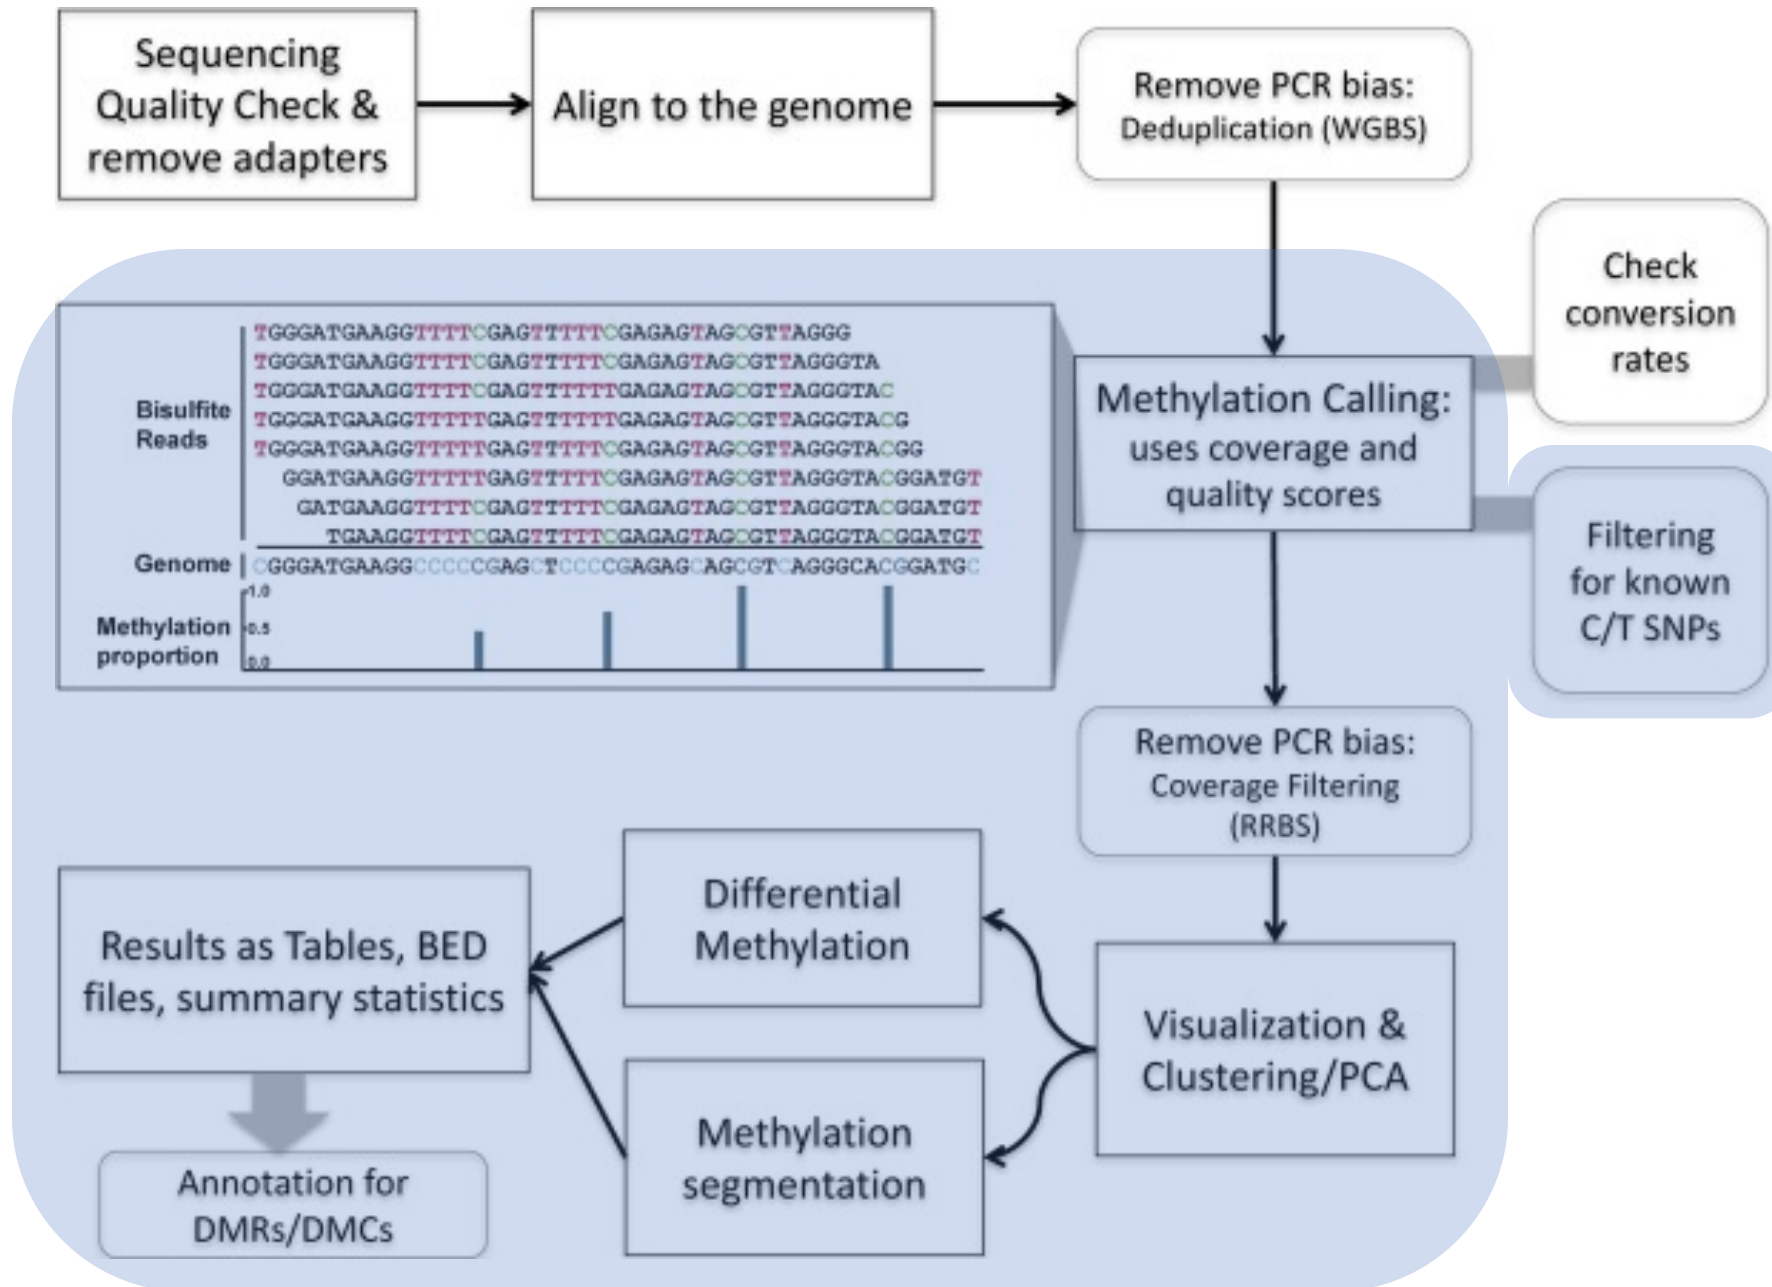 Sequencing
Quality Check &
remove adapters
Align to the genome
Remove PCR bias:
Deduplication (WGBS)
Check
conversion
rates
Bisulfite
Reads
TGGGATGAAGGTTTTCGAGTTTTTCGAGAGTAGCGTTAGGG
TGGGATGAAGGTTTTCGAGTTTTTCGAGAGTAGCGTTAGGGTA
TGGGATGAAGGTTTTCGAGTTTTTTGAGAGTAGCGTTAGGGTAC
TGGGATGAAGGTTTTTGAGTTTTTTGAGAGTAGCGTTAGGGTACG
TGGGATGAAGGTTTTTGAGTTTTTCGAGAGTAGCGTTAGGGTACGG
GGATGAAGGTTTTTGAGTTTTTCGAGAGTAGCGTTAGGGTACGGATGT
GATGAAGGTTTTCGAGTTTTTCGAGAGTAGCGTTAGGGTACGGATGT
TGAAGGTTTTCGAGTTTTTCGAGAGTAGCGTTAGGGTACGGATGT
Genome
CGGGATGAAGGCCCCCGAGCTCCCCGAGAGCAGCGTCAGGGCACGGATGC
Methylation
proportion
1.0
0.5
0.0
Methylation Calling:
uses coverage and
quality scores
Filtering
for known
C/T SNPs
Remove PCR bias:
Coverage Filtering
(RRBS)
Visualization &
Clustering/PCA
Differential
Methylation
Methylation
segmentation
Results as Tables, BED
files, summary statistics
Annotation for
DMRs/DMCs